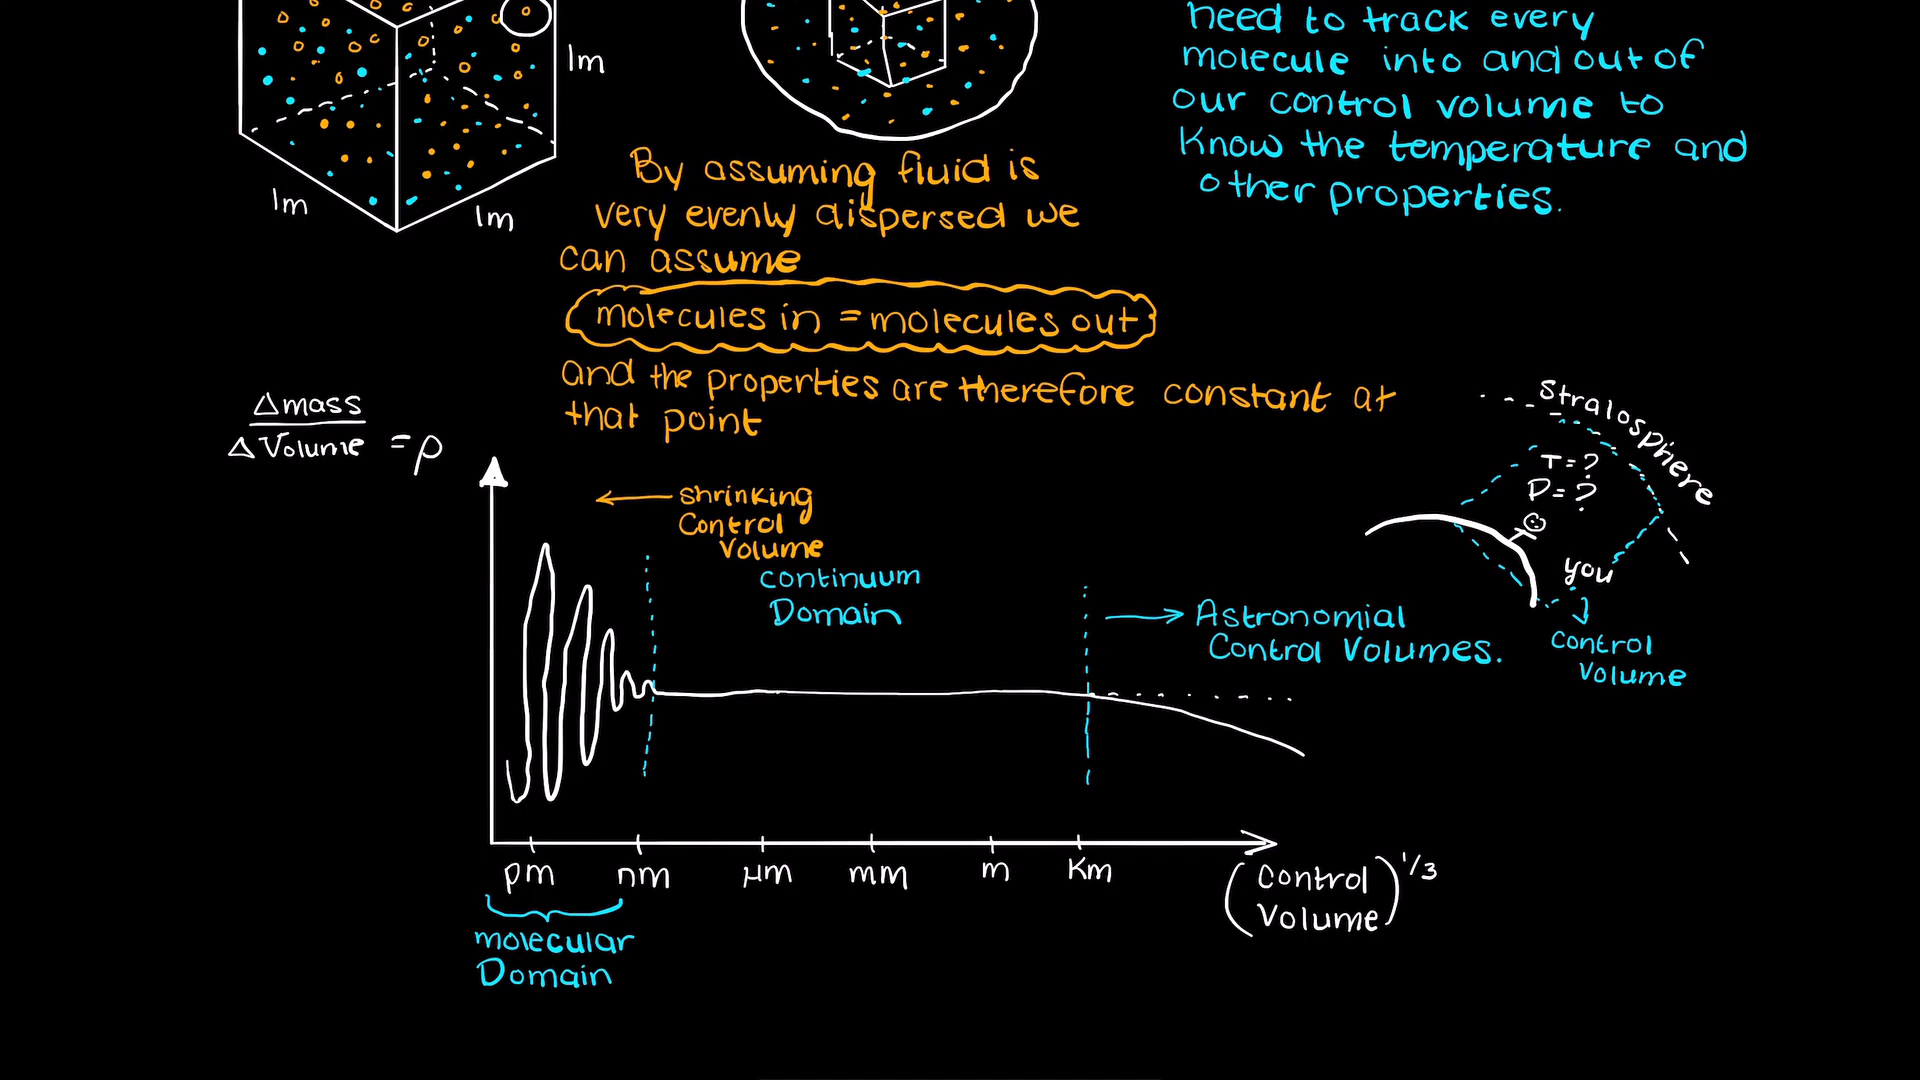 1m
1m
1m
need to track every
molecule into and out of
our control volume to
know the temperature and
other properties.
By assuming fluid is
very evenly dispersed we
can assume
molecules in = molecules out
and the properties are therefore constant at
that point
Δmass
ΔVolume = ρ
shrinking
Control
Volume
continuum
Domain
Astronomial
Control Volumes.
Stralosphere
T = ?
P = ?
you
Control
Volume
pm nm μm mm m Km
(Control
Volume)^1/3
molecular
Domain